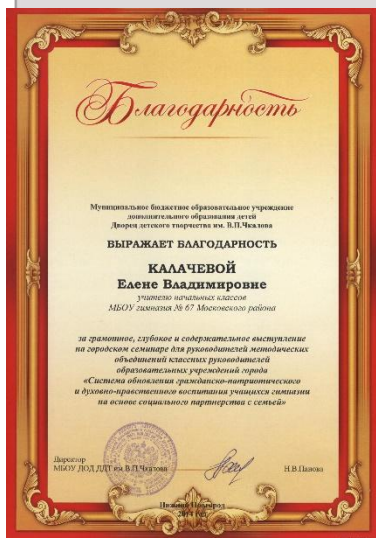 Благодарность
Муниципальное бюджетное образовательное учреждение
дополнительного образования детей
Дворец детского творчества им. В.П.Чкалова
ВЫРАЖАЕТ БЛАГОДАРНОСТЬ
КАЛАЧЕВОЙ
Елене Владимировне
учителю начальных классов
МБОУ гимназия № 67 Московского района
за грамотное, глубокое и содержательное выступление
на городском семинаре для руководителей методических
объединений классных руководителей
образовательных учреждений города
«Система обновления гражданско-патриотического
и духовно-нравственного воспитания учащихся гимназии
на основе социального партнерства с семьей»
Директор
МБОУ ДОД ДДТ им В.П.Чкалова Н.В.Панова
Нижний Новгород
2014 год